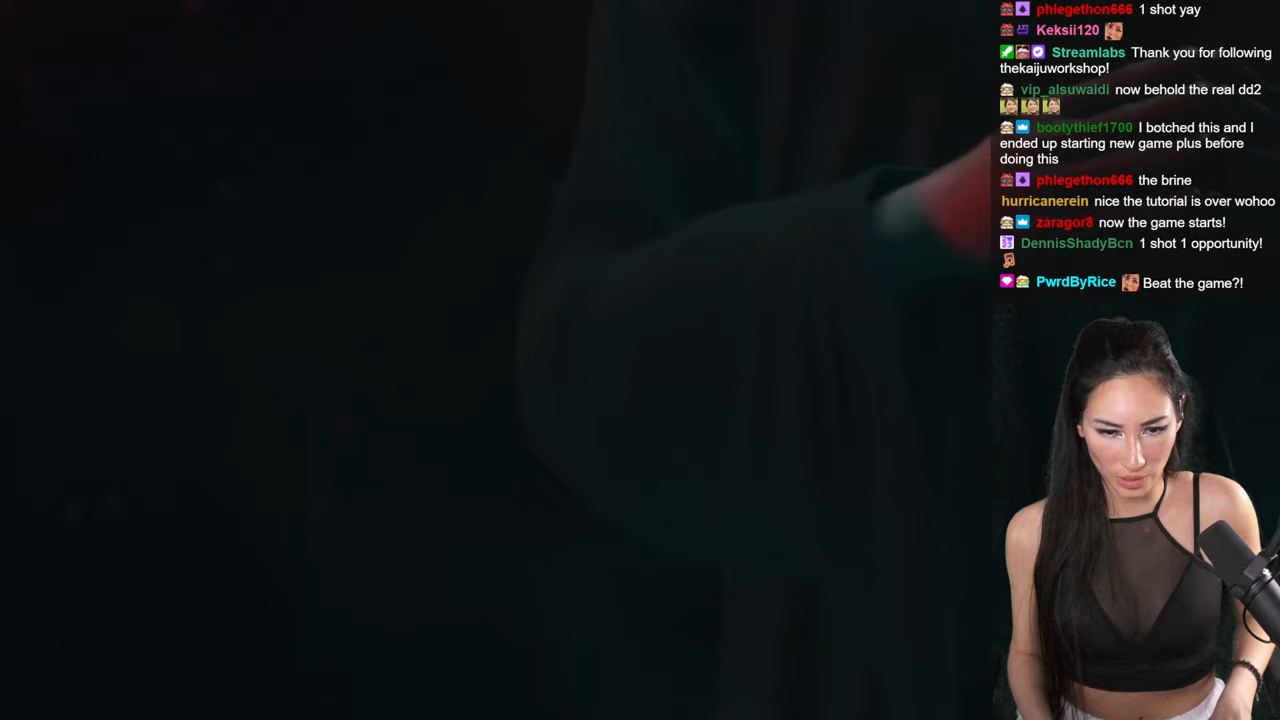 phlegethon666 1 shot yay
Keksii120
Streamlabs Thank you for following
thekaijuworkshop!
vip_alsuwaidi now behold the real dd2
bootythief1700 I botched this and I
ended up starting new game plus before
doing this
phlegethon666 the brine
hurricanerein nice the tutorial is over wohoo
zaragor8 now the game starts!
DennisShadyBcn 1 shot 1 opportunity!
PwrdByRice Beat the game?!